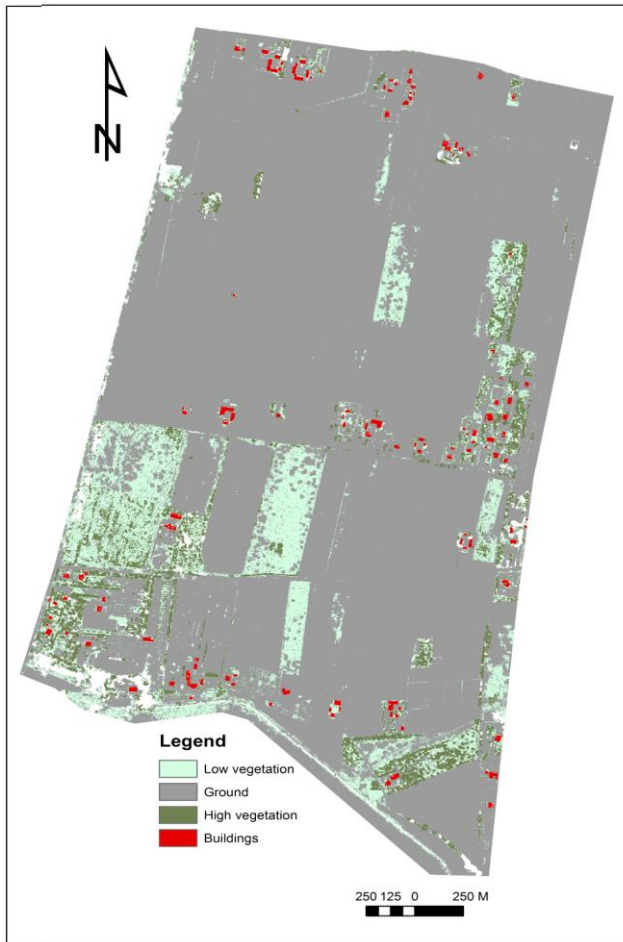 N
Legend
Low vegetation
Ground
High vegetation
Buildings
250 125 0 250 M